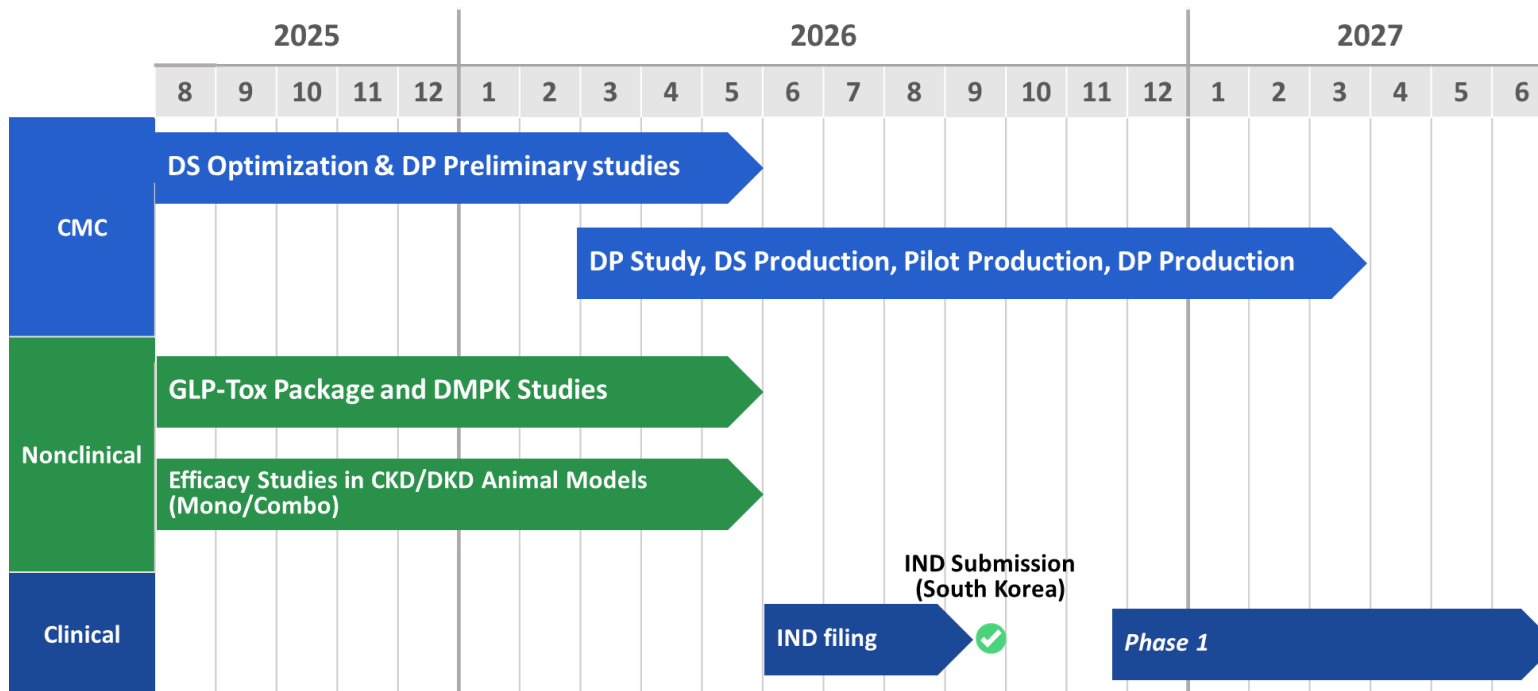 2025 2026 2027
8 9 10 11 12 1 2 3 4 5 6 7 8 9 10 11 12 1 2 3 4 5 6
CMC
DS Optimization & DP Preliminary studies
DP Study, DS Production, Pilot Production, DP Production
Nonclinical
GLP-Tox Package and DMPK Studies
Efficacy Studies in CKD/DKD Animal Models
(Mono/Combo)
Clinical
IND filing
IND Submission
(South Korea)
Phase 1